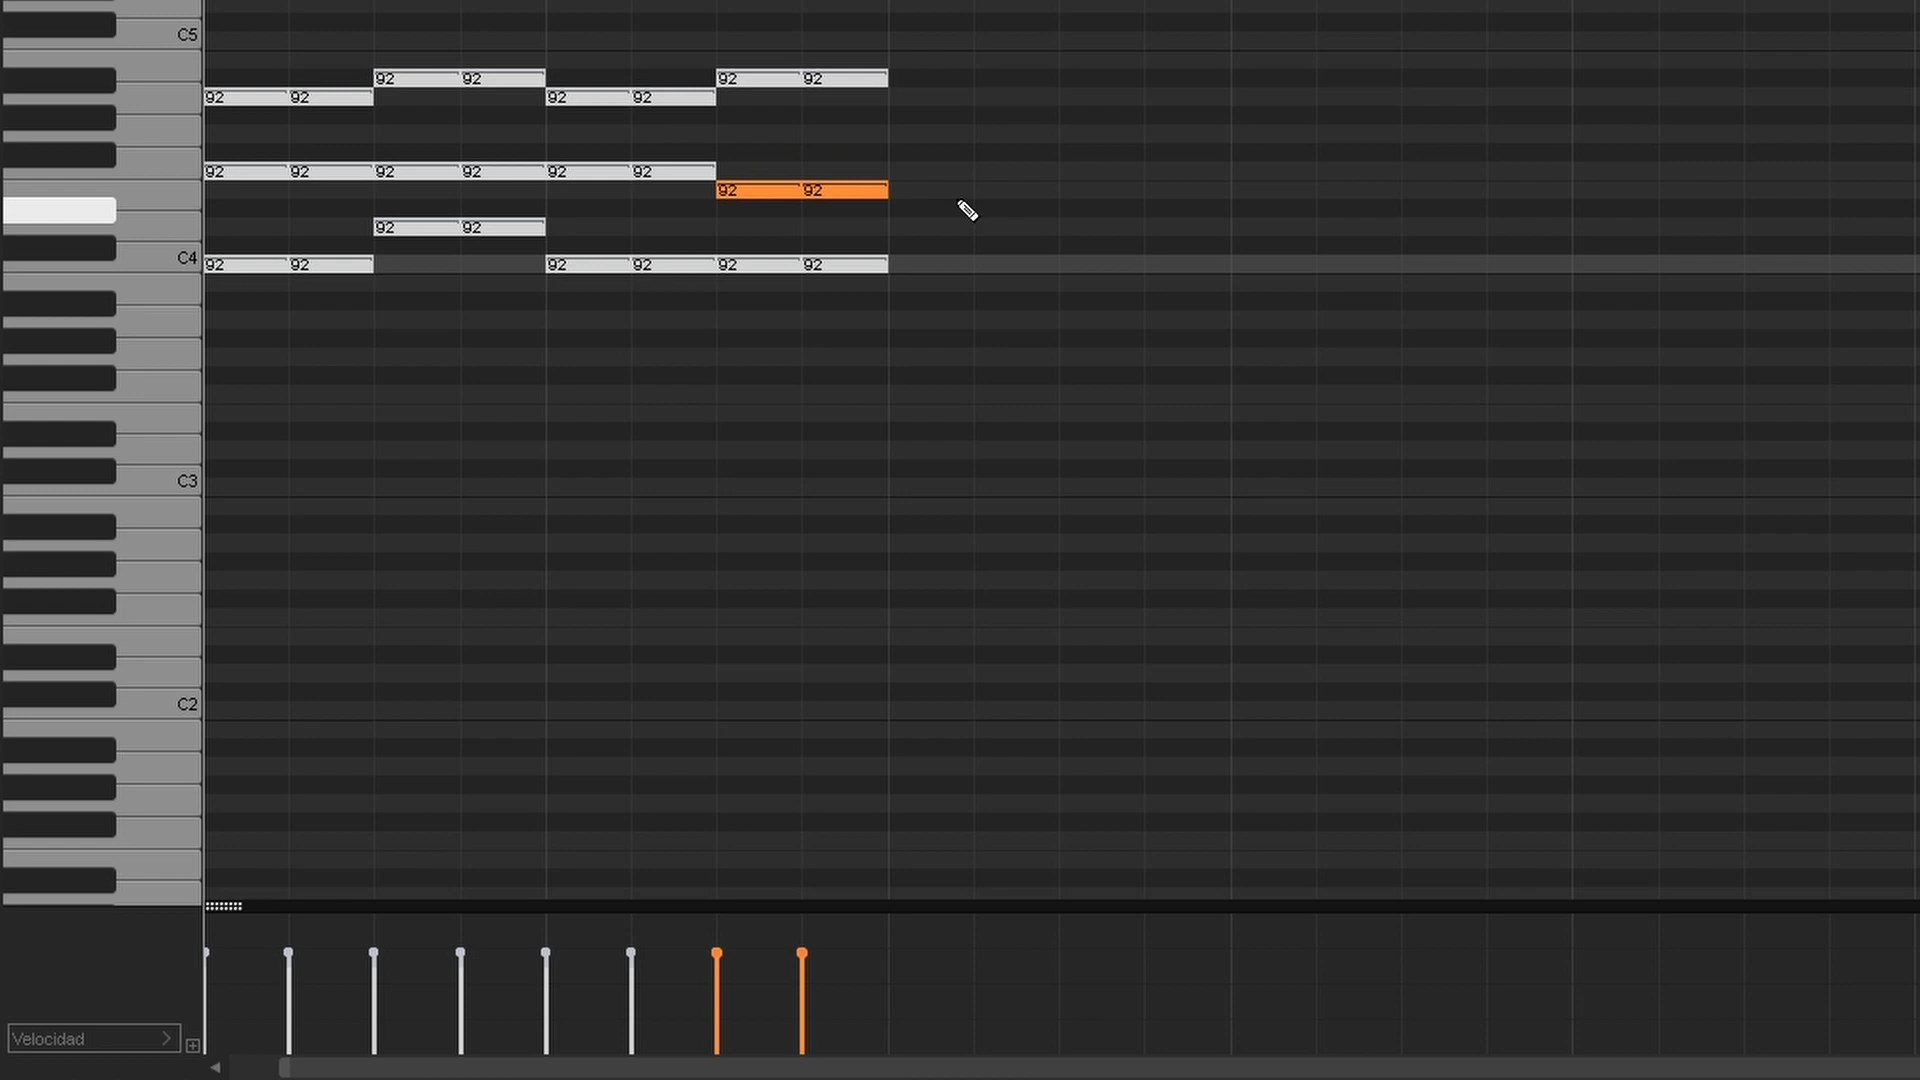 C5
92 92 92 92
92 92 92 92
92 92 92 92 92 92
92 92
92 92
C4 92 92 92 92 92 92
C3
C2
Velocidad